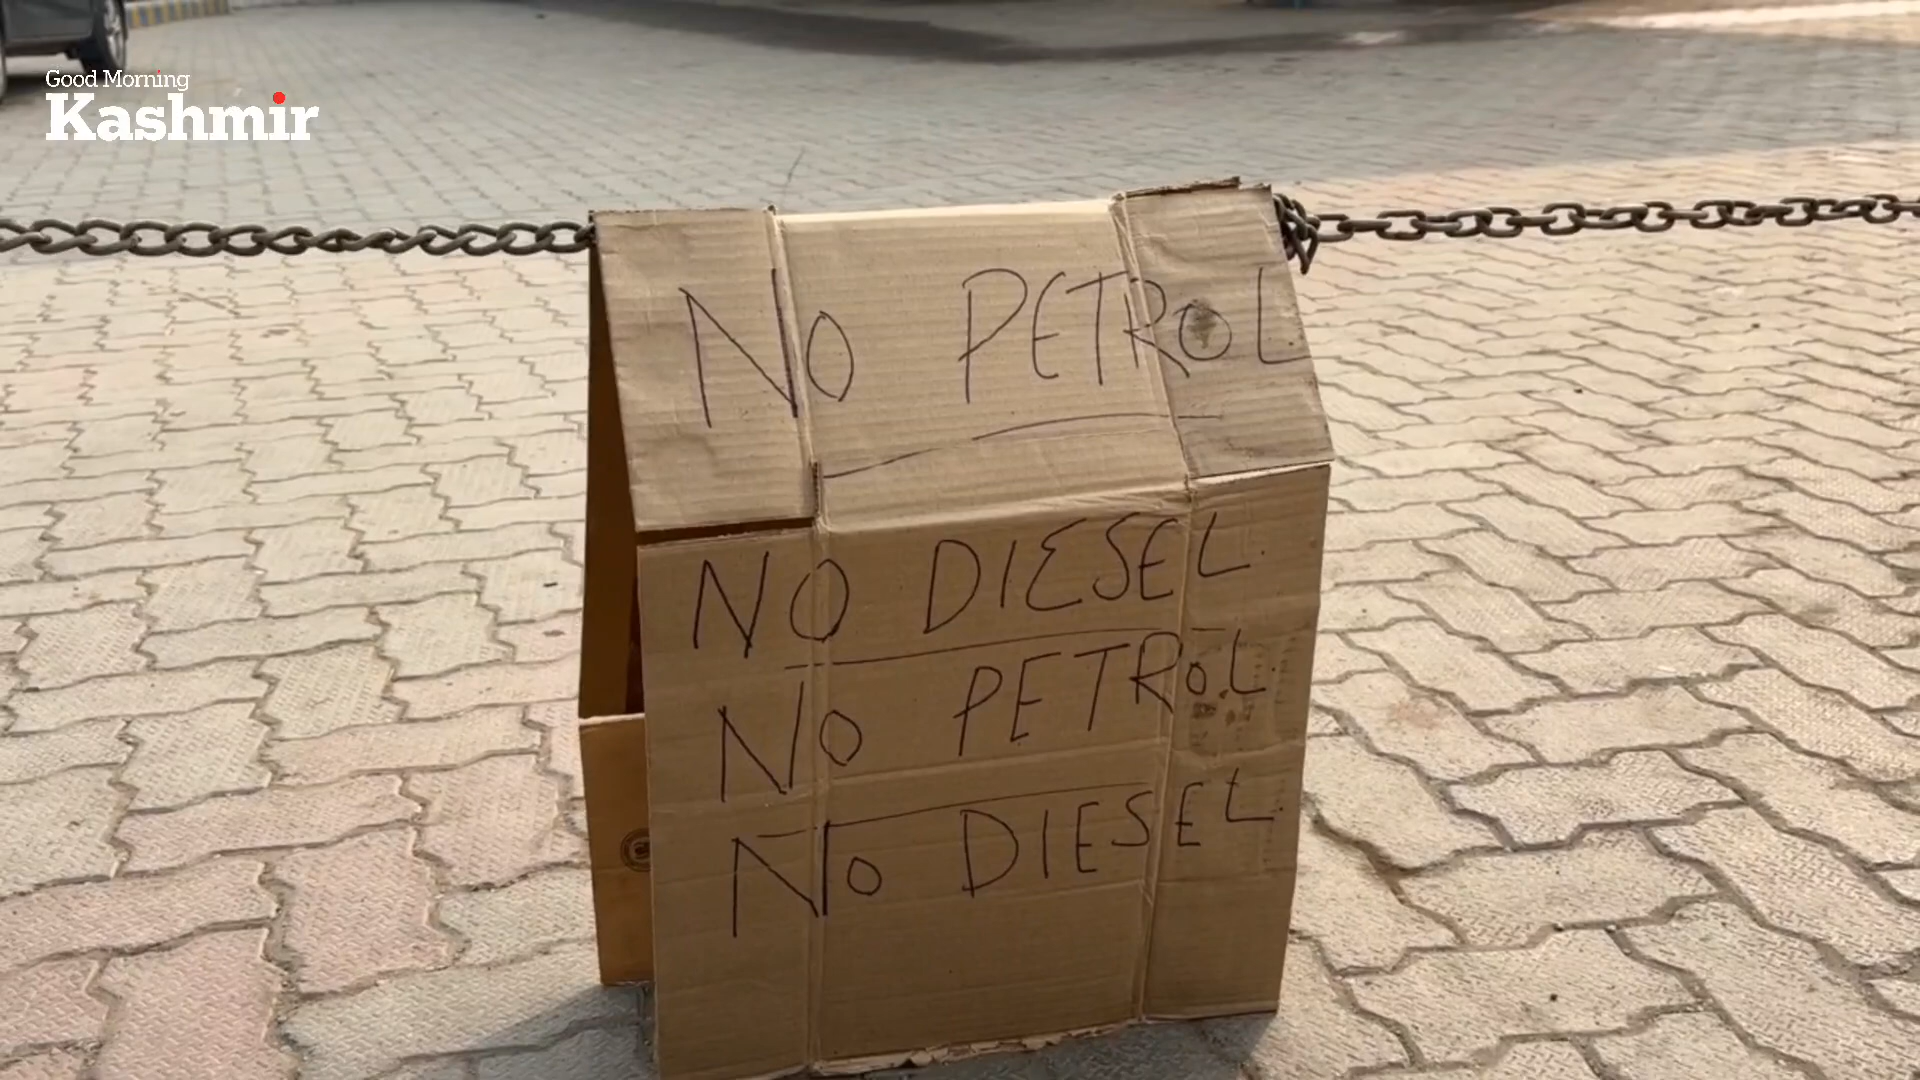 Good Morning
Kashmir
NO PETROL
NO DIESEL
NO PETROL
NO DIESEL